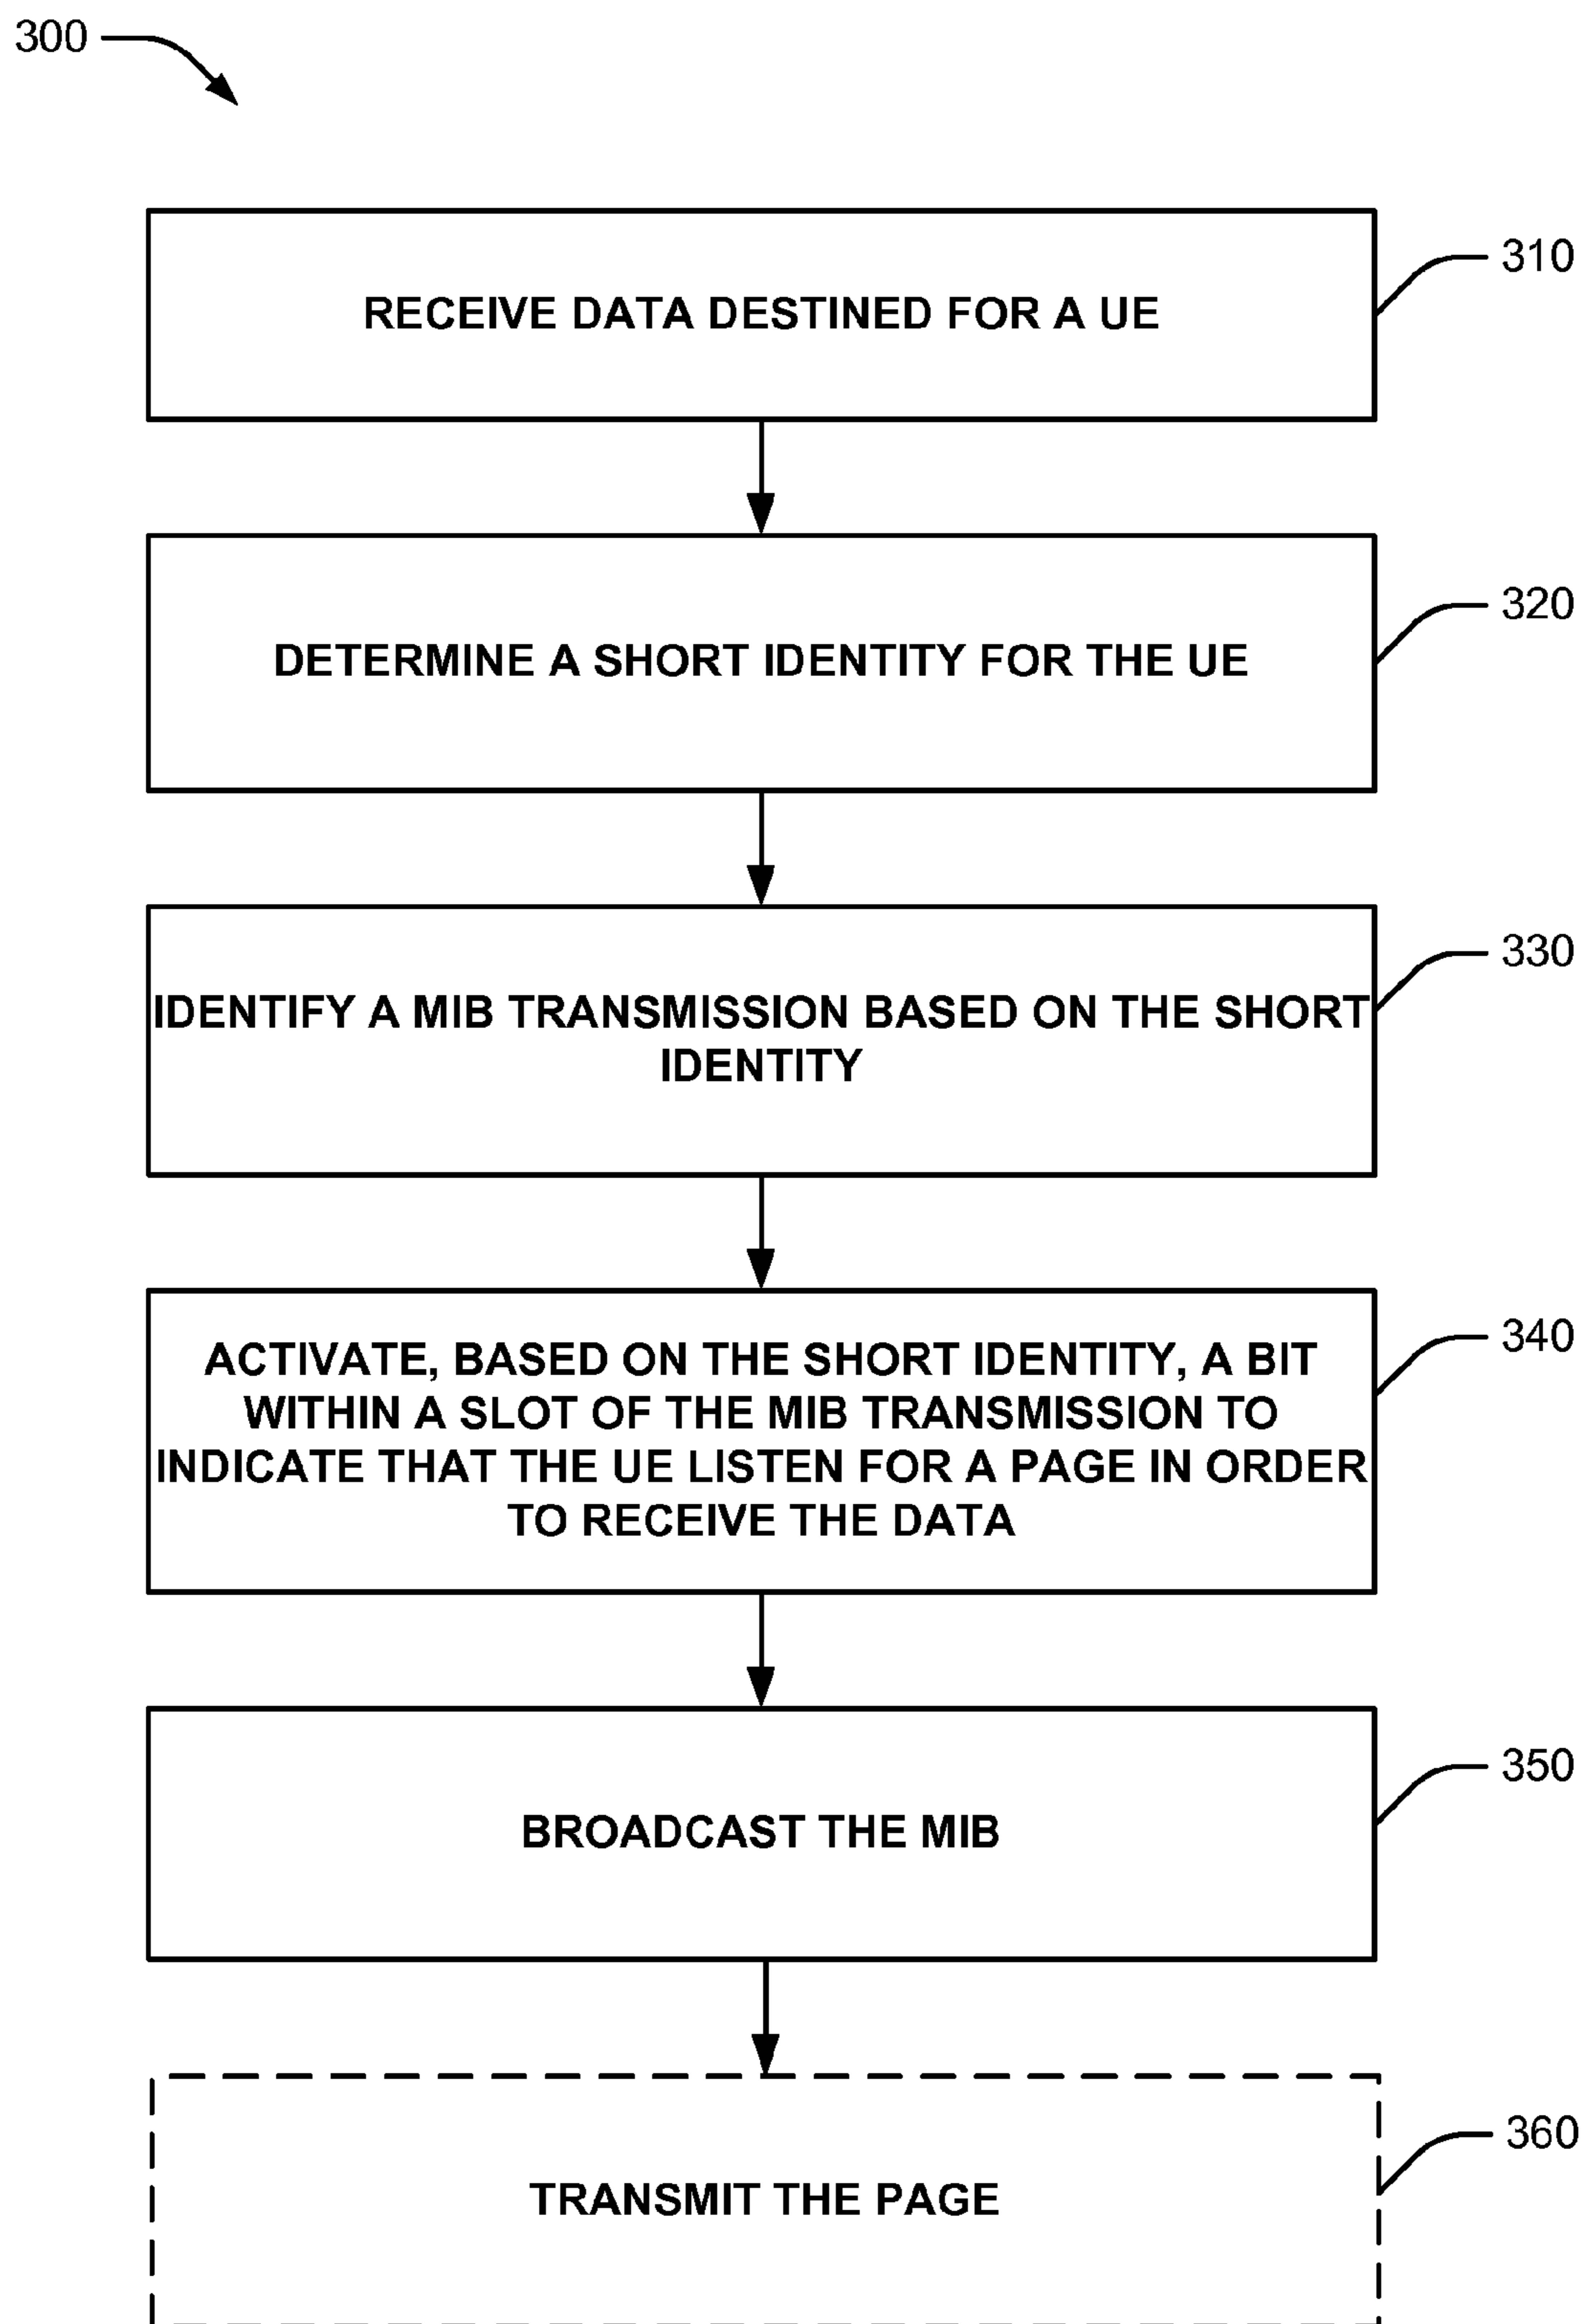 300
RECEIVE DATA DESTINED FOR A UE
310
DETERMINE A SHORT IDENTITY FOR THE UE
320
IDENTIFY A MIB TRANSMISSION BASED ON THE SHORT
IDENTITY
330
ACTIVATE, BASED ON THE SHORT IDENTITY, A BIT
WITHIN A SLOT OF THE MIB TRANSMISSION TO
INDICATE THAT THE UE LISTEN FOR A PAGE IN ORDER
TO RECEIVE THE DATA
340
BROADCAST THE MIB
350
TRANSMIT THE PAGE
360